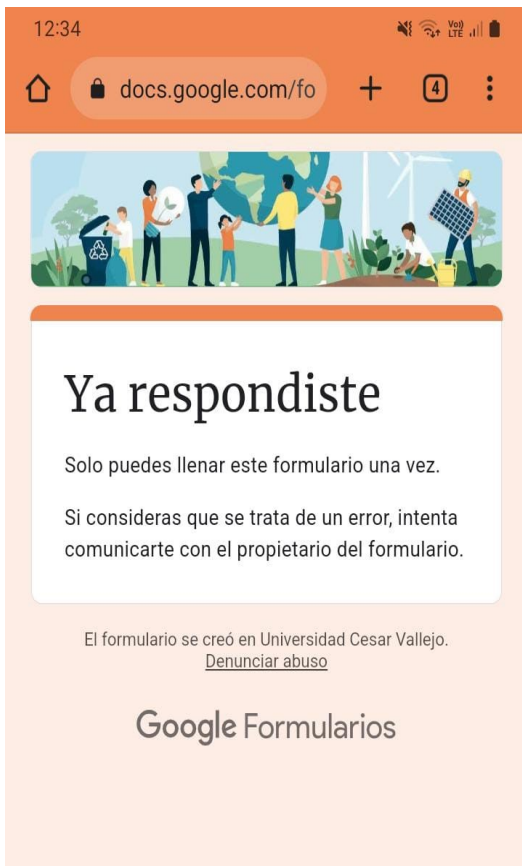 12:34
Vo)) LTE
docs.google.com/fo
4
Ya respondiste
Solo puedes llenar este formulario una vez.
Si consideras que se trata de un error, intenta
comunicarte con el propietario del formulario.
El formulario se creó en Universidad Cesar Vallejo.
Denunciar abuso
Google Formularios